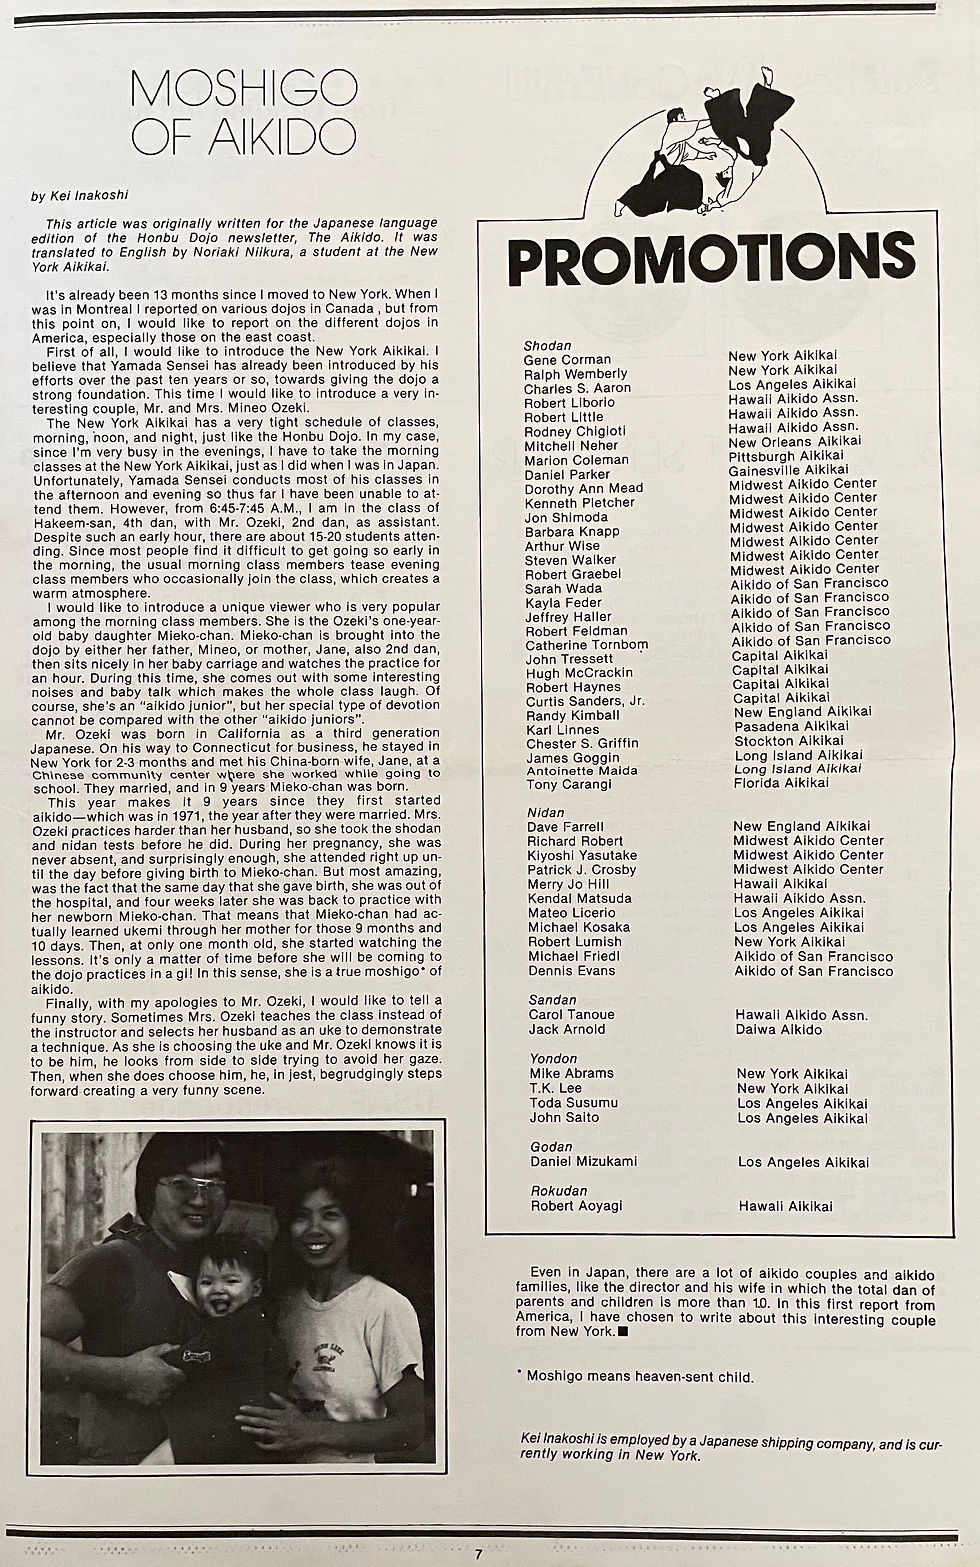 MOSHIGO
OF AIKIDO
by Kei Inakoshi
This article was originally written for the Japanese language
edition of the Honbu Dojo newsletter, The Aikido. It was
translated to English by Noriaki Niikura, a student at the New
York Aikikai.
It's already been 13 months since I moved to New York. When I
was in Montreal I reported on various dojos in Canada , but from
this point on, I would like to report on the different dojos in
America, especially those on the east coast.
First of all, I would like to introduce the New York Aikikai. I
believe that Yamada Sensei has already been introduced by his
efforts over the past ten years or so, towards giving the dojo a
strong foundation. This time I would like to introduce a very in-
teresting couple, Mr. and Mrs. Mineo Ozeki.
The New York Aikikai has a very tight schedule of classes,
morning, noon, and night, just like the Honbu Dojo. In my case,
since I'm very busy in the evenings, I have to take the morning
classes at the New York Aikikai, just as I did when I was in Japan.
Unfortunately, Yamada Sensei conducts most of his classes in
the afternoon and evening so thus far I have been unable to at-
tend them. However, from 6:45-7:45 A.M., I am in the class of
Hakeem-san, 4th dan, with Mr. Ozeki, 2nd dan, as assistant.
Despite such an early hour, there are about 15-20 students atten-
ding. Since most people find it difficult to get going so early in
the morning, the usual morning class members tease evening
class members who occasionally join the class, which creates a
warm atmosphere.
I would like to introduce a unique viewer who is very popular
among the morning class members. She is the Ozeki's one-year-
old baby daughter Mieko-chan. Mieko-chan is brought into the
dojo by either her father, Mineo, or mother, Jane, also 2nd dan,
then sits nicely in her baby carriage and watches the practice for
an hour. During this time, she comes out with some interesting
noises and baby talk which makes the whole class laugh. Of
course, she's an "aikido junior", but her special type of devotion
cannot be compared with the other "aikido juniors".
Mr. Ozeki was born in California as a third generation
Japanese. On his way to Connecticut for business, he stayed in
New York for 2-3 months and met his China-born wife, Jane, at a
Chinese community center where she worked while going to
school. They married, and in 9 years Mieko-chan was born.
This year makes it 9 years since they first started
aikido—which was in 1971, the year after they were married. Mrs.
Ozeki practices harder than her husband, so she took the shodan
and nidan tests before he did. During her pregnancy, she was
never absent, and surprisingly enough, she attended right up un-
til the day before giving birth to Mieko-chan. But most amazing,
was the fact that the same day that she gave birth, she was out of
the hospital, and four weeks later she was back to practice with
her newborn Mieko-chan. That means that Mieko-chan had ac-
tually learned ukemi through her mother for those 9 months and
10 days. Then, at only one month old, she started watching the
lessons. It's only a matter of time before she will be coming to
the dojo practices in a gi! In this sense, she is a true moshigo* of
aikido.
Finally, with my apologies to Mr. Ozeki, I would like to tell a
funny story. Sometimes Mrs. Ozeki teaches the class instead of
the instructor and selects her husband as an uke to demonstrate
a technique. As she is choosing the uke and Mr. Ozeki knows it is
to be him, he looks from side to side trying to avoid her gaze.
Then, when she does choose him, he, in jest, begrudgingly steps
forward creating a very funny scene.
PROMOTIONS
Shodan
Gene Corman New York Aikikai
Ralph Wemberly New York Aikikai
Charles S. Aaron Los Angeles Aikikai
Robert Liborio Hawaii Aikido Assn.
Robert Little Hawaii Aikido Assn.
Rodney Chigioti Hawaii Aikido Assn.
Mitchell Neher New Orleans Aikikai
Marion Coleman Pittsburgh Aikikai
Daniel Parker Gainesville Aikikai
Dorothy Ann Mead Midwest Aikido Center
Kenneth Pletcher Midwest Aikido Center
Jon Shimoda Midwest Aikido Center
Barbara Knapp Midwest Aikido Center
Arthur Wise Midwest Aikido Center
Steven Walker Midwest Aikido Center
Robert Graebel Midwest Aikido Center
Sarah Wada Aikido of San Francisco
Kayla Feder Aikido of San Francisco
Jeffrey Haller Aikido of San Francisco
Robert Feldman Aikido of San Francisco
Catherine Tornbom Aikido of San Francisco
John Tressett Capital Aikikai
Hugh McCrackin Capital Aikikai
Robert Haynes Capital Aikikai
Curtis Sanders, Jr. Capital Aikikai
Randy Kimball New England Aikikai
Karl Linnes Pasadena Aikikai
Chester S. Griffin Stockton Aikikai
James Goggin Long Island Aikikai
Antoinette Maida Long Island Aikikai
Tony Carangi Florida Aikikai
Nidan
Dave Farrell New England Aikikai
Richard Robert Midwest Aikido Center
Kiyoshi Yasutake Midwest Aikido Center
Patrick J. Crosby Midwest Aikido Center
Merry Jo Hill Hawaii Aikikai
Kendal Matsuda Hawaii Aikido Assn.
Mateo Licerio Los Angeles Aikikai
Michael Kosaka Los Angeles Aikikai
Robert Lumish New York Aikikai
Michael Friedl Aikido of San Francisco
Dennis Evans Aikido of San Francisco
Sandan
Carol Tanoue Hawaii Aikido Assn.
Jack Arnold Daiwa Aikido
Yondon
Mike Abrams New York Aikikai
T.K. Lee New York Aikikai
Toda Susumu Los Angeles Aikikai
John Saito Los Angeles Aikikai
Godan
Daniel Mizukami Los Angeles Aikikai
Rokudan
Robert Aoyagi Hawaii Aikikai
Even in Japan, there are a lot of aikido couples and aikido
families, like the director and his wife in which the total dan of
parents and children is more than 10. In this first report from
America, I have chosen to write about this interesting couple
from New York.■
* Moshigo means heaven-sent child.
Kei Inakoshi is employed by a Japanese shipping company, and is cur-
rently working in New York.
7